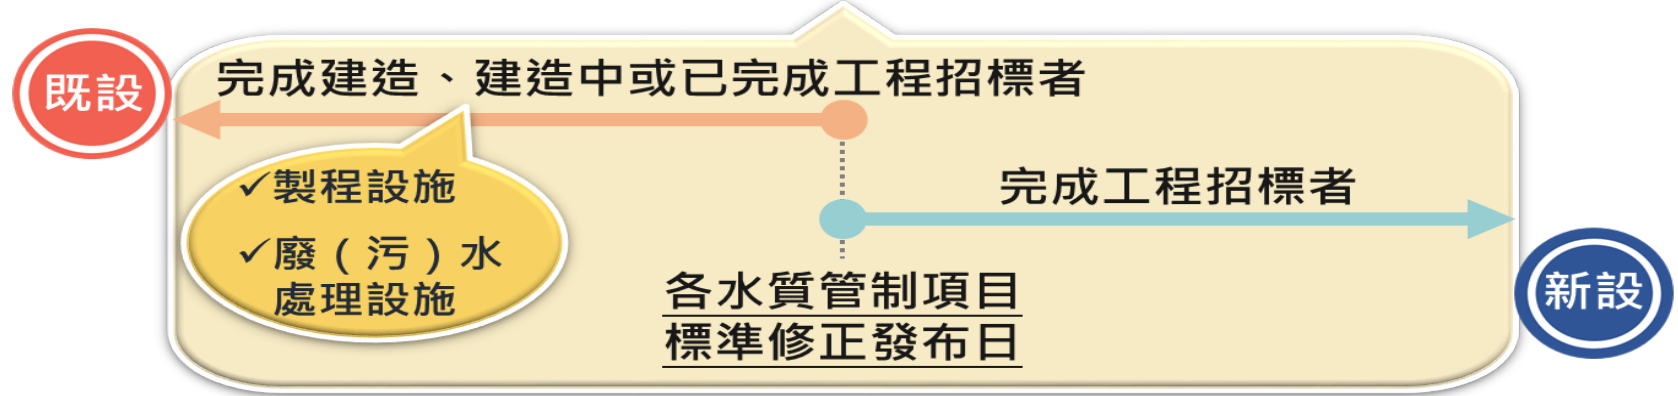 既設
完成建造、建造中或已完成工程招標者
✓製程設施
✓廢（污）水
處理設施
完成工程招標者
各水質管制項目
標準修正發布日
新設